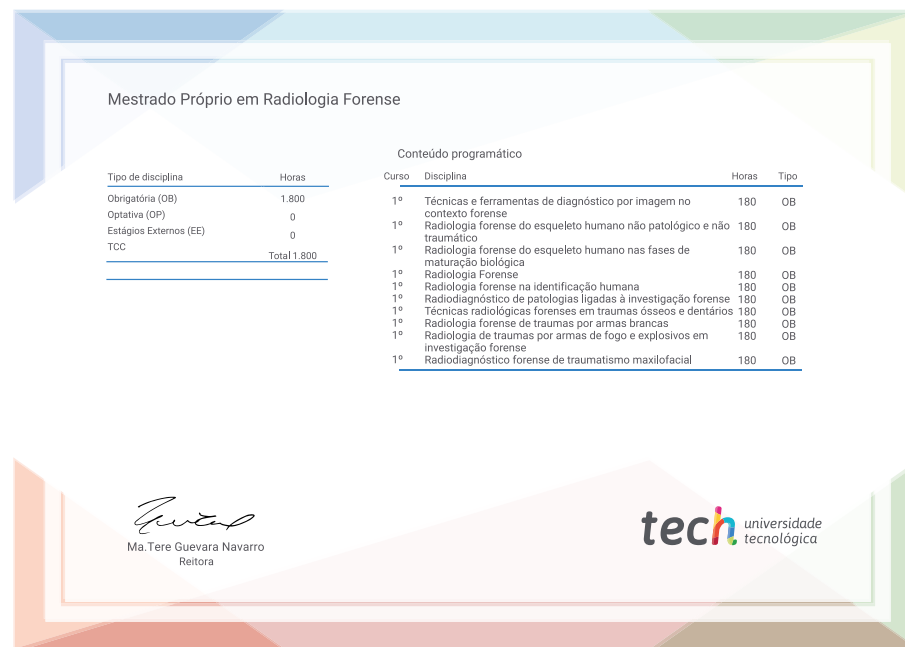 Mestrado Próprio em Radiologia Forense
Tipo de disciplina Horas
Obrigatória (OB) 1.800
Optativa (OP) 0
Estágios Externos (EE) 0
TCC
Total 1.800
Conteúdo programático
Curso Disciplina Horas Tipo
1º Técnicas e ferramentas de diagnóstico por imagem no 180 OB
contexto forense
1º Radiologia forense do esqueleto humano não patológico e não 180 OB
traumático
1º Radiologia forense do esqueleto humano nas fases de 180 OB
maturação biológica
1º Radiologia Forense 180 OB
1º Radiologia forense na identificação humana 180 OB
1º Radiodiagnóstico de patologias ligadas à investigação forense 180 OB
1º Técnicas radiológicas forenses em traumas ósseos e dentários 180 OB
1º Radiologia forense de traumas por armas brancas 180 OB
1º Radiologia de traumas por armas de fogo e explosivos em 180 OB
investigação forense
1º Radiodiagnóstico forense de traumatismo maxilofacial 180 OB
Ma.Tere Guevara Navarro
Reitora
tech universidade
tecnológica